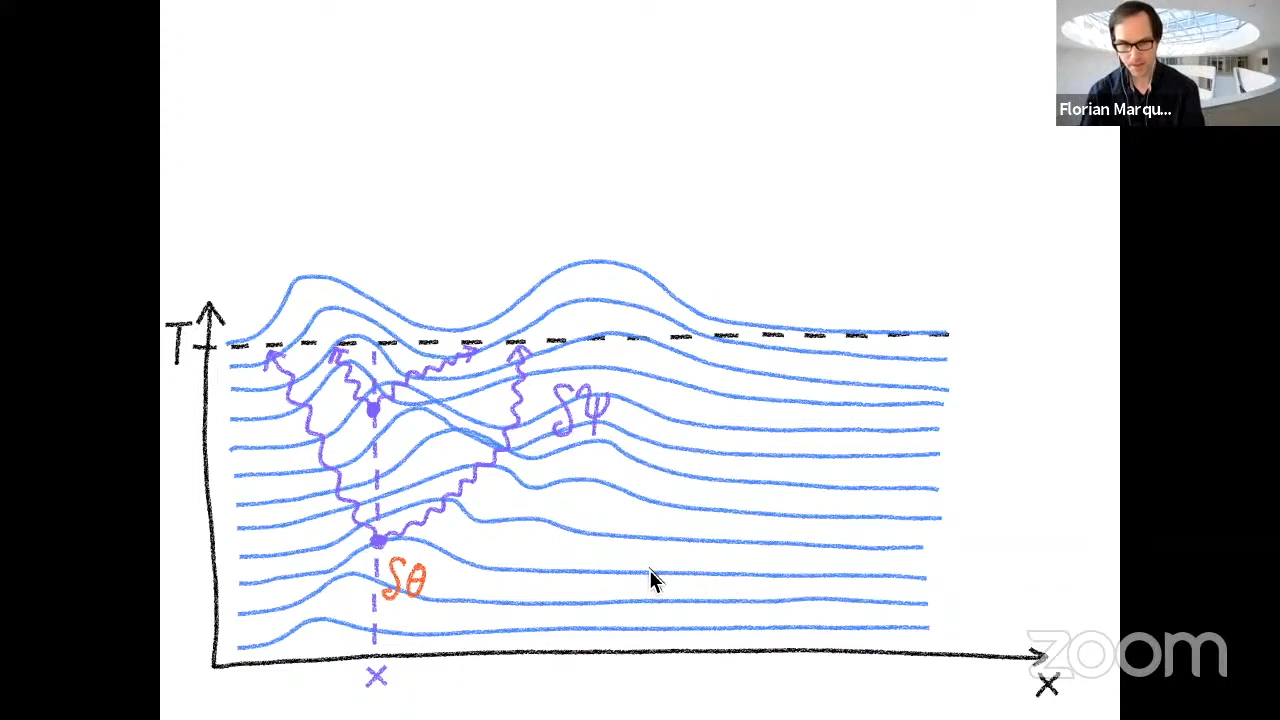 Florian Marqu...
T
δψ
δθ
x
x
zoom